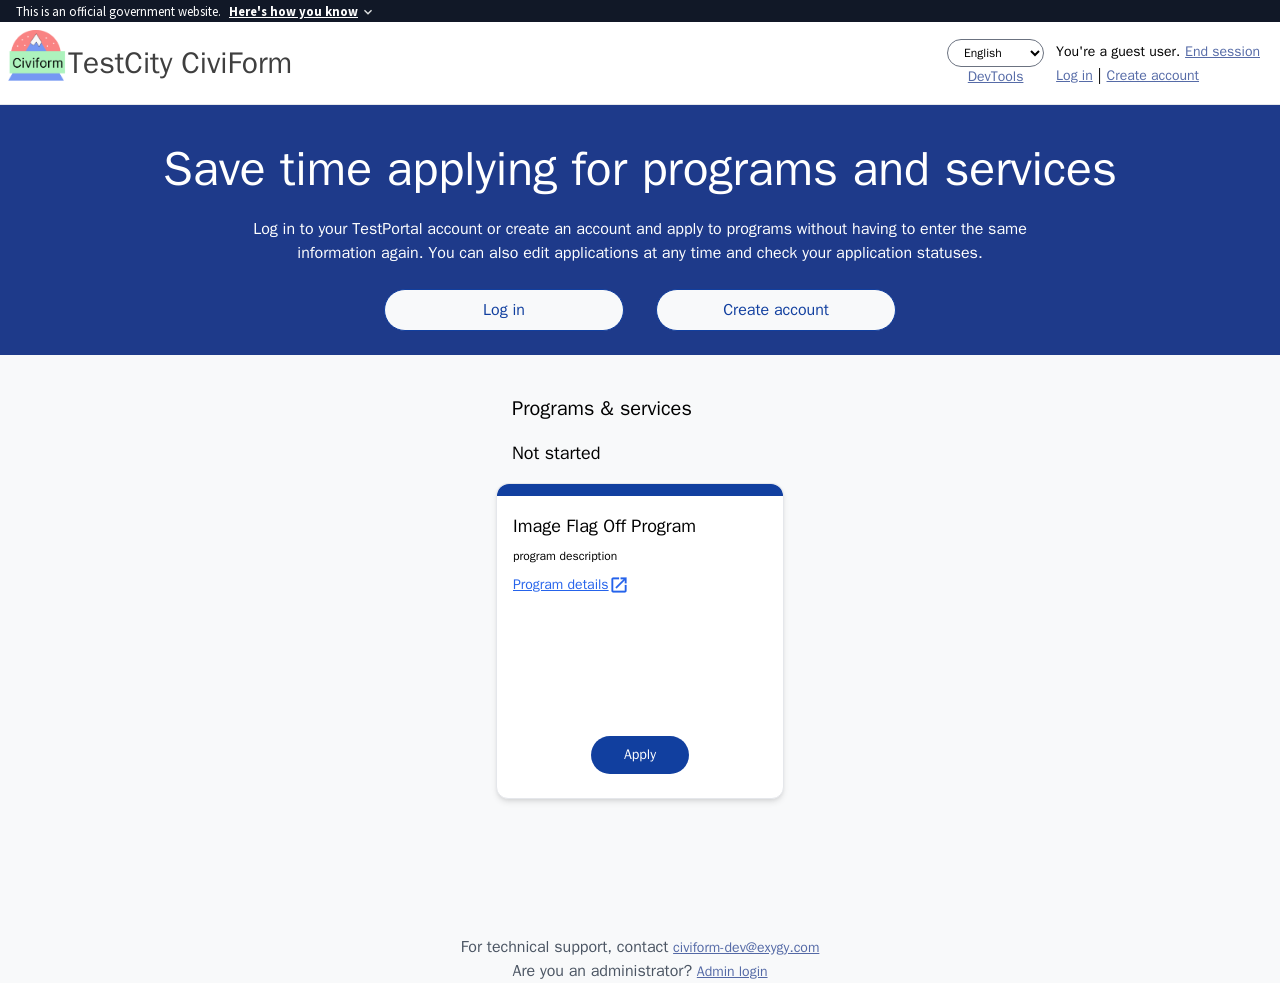 This is an official government website. Here's how you know
Civiform
TestCity CiviForm
English
DevTools
You're a guest user. End session
Log in | Create account
Save time applying for programs and services
Log in to your TestPortal account or create an account and apply to programs without having to enter the same
information again. You can also edit applications at any time and check your application statuses.
Log in
Create account
Programs & services
Not started
Image Flag Off Program
program description
Program details
Apply
For technical support, contact civiform-dev@exygy.com
Are you an administrator? Admin login